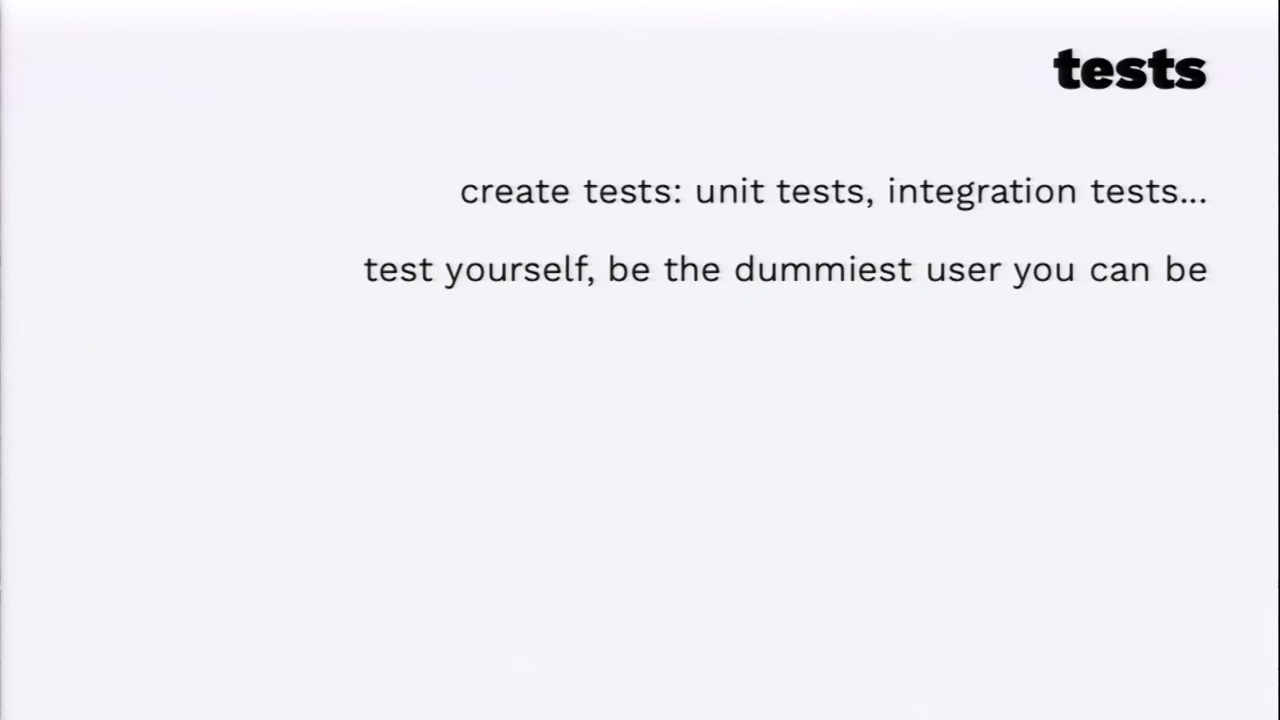 tests
create tests: unit tests, integration tests...
test yourself, be the dummiest user you can be